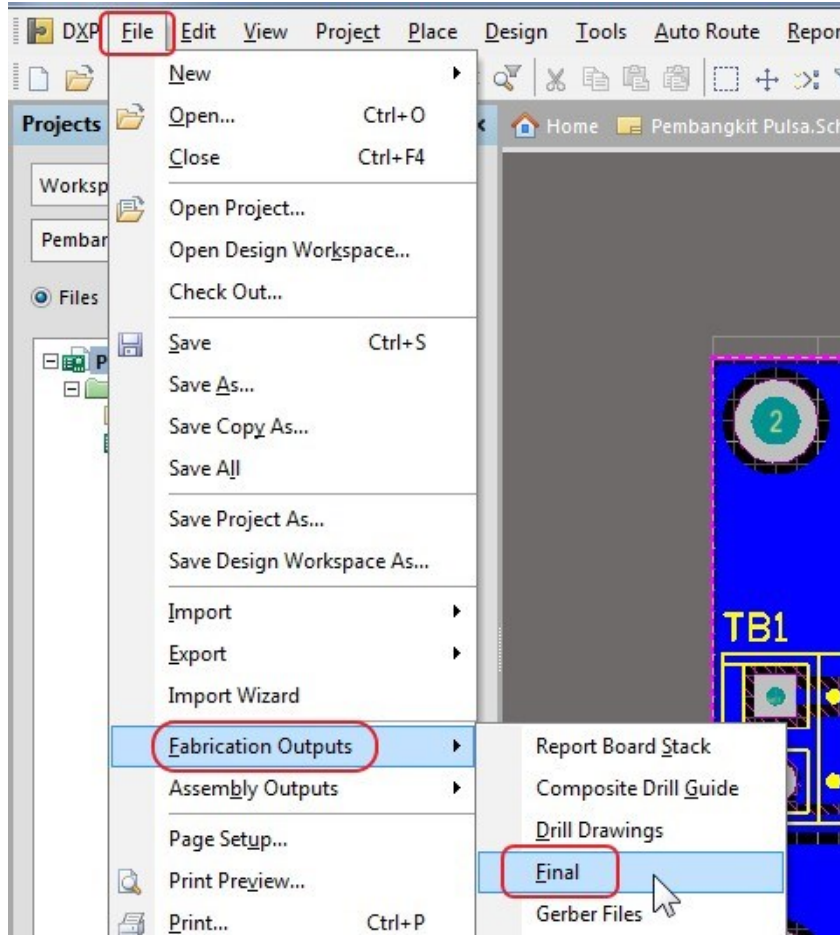 DXP File Edit View Project Place Design Tools Auto Route Repor
Projects
Home Pembangkit Pulsa.Sch
Worksp
Pemban
Files
P
New
Open... Ctrl+O
Close Ctrl+F4
Open Project...
Open Design Workspace...
Check Out...
Save Ctrl+S
Save As...
Save Copy As...
Save All
Save Project As...
Save Design Workspace As...
Import
Export
Import Wizard
Fabrication Outputs
Assembly Outputs
Page Setup...
Print Preview...
Print... Ctrl+P
Report Board Stack
Composite Drill Guide
Drill Drawings
Final
Gerber Files
2
TB1